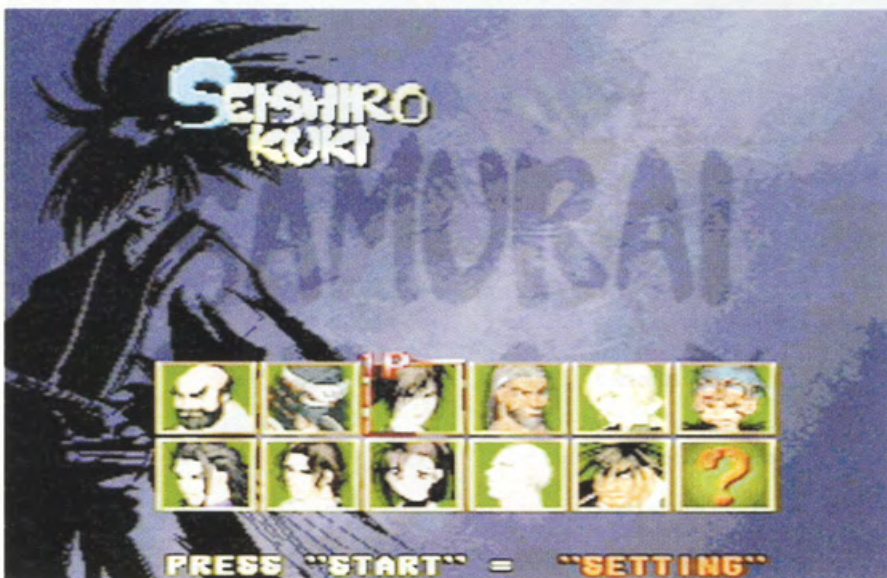 SEISHIRO
KUKI
SAMURAI
1P
?
PRESS "START" = "SETTING"